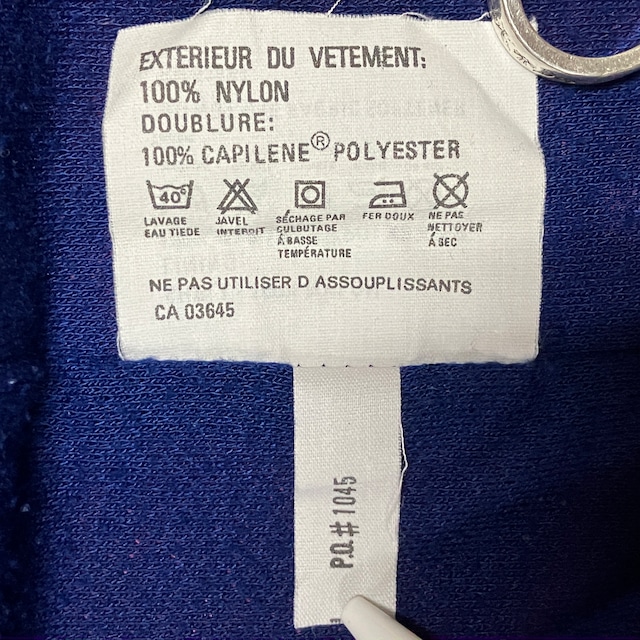 EXTERIEUR DU VETEMENT:
100% NYLON
DOUBLURE:
100% CAPILENE® POLYESTER
40°
LAVAGE
EAU TIEDE
JAVEL
INTERDIT
SÉCHAGE PAR
CULBUTAGE
À BASSE
TEMPÉRATURE
FER DOUX
NE PAS
NETTOYER
À SEC
NE PAS UTILISER D ASSOUPLISSANTS
CA 03645
P.O.# 1045